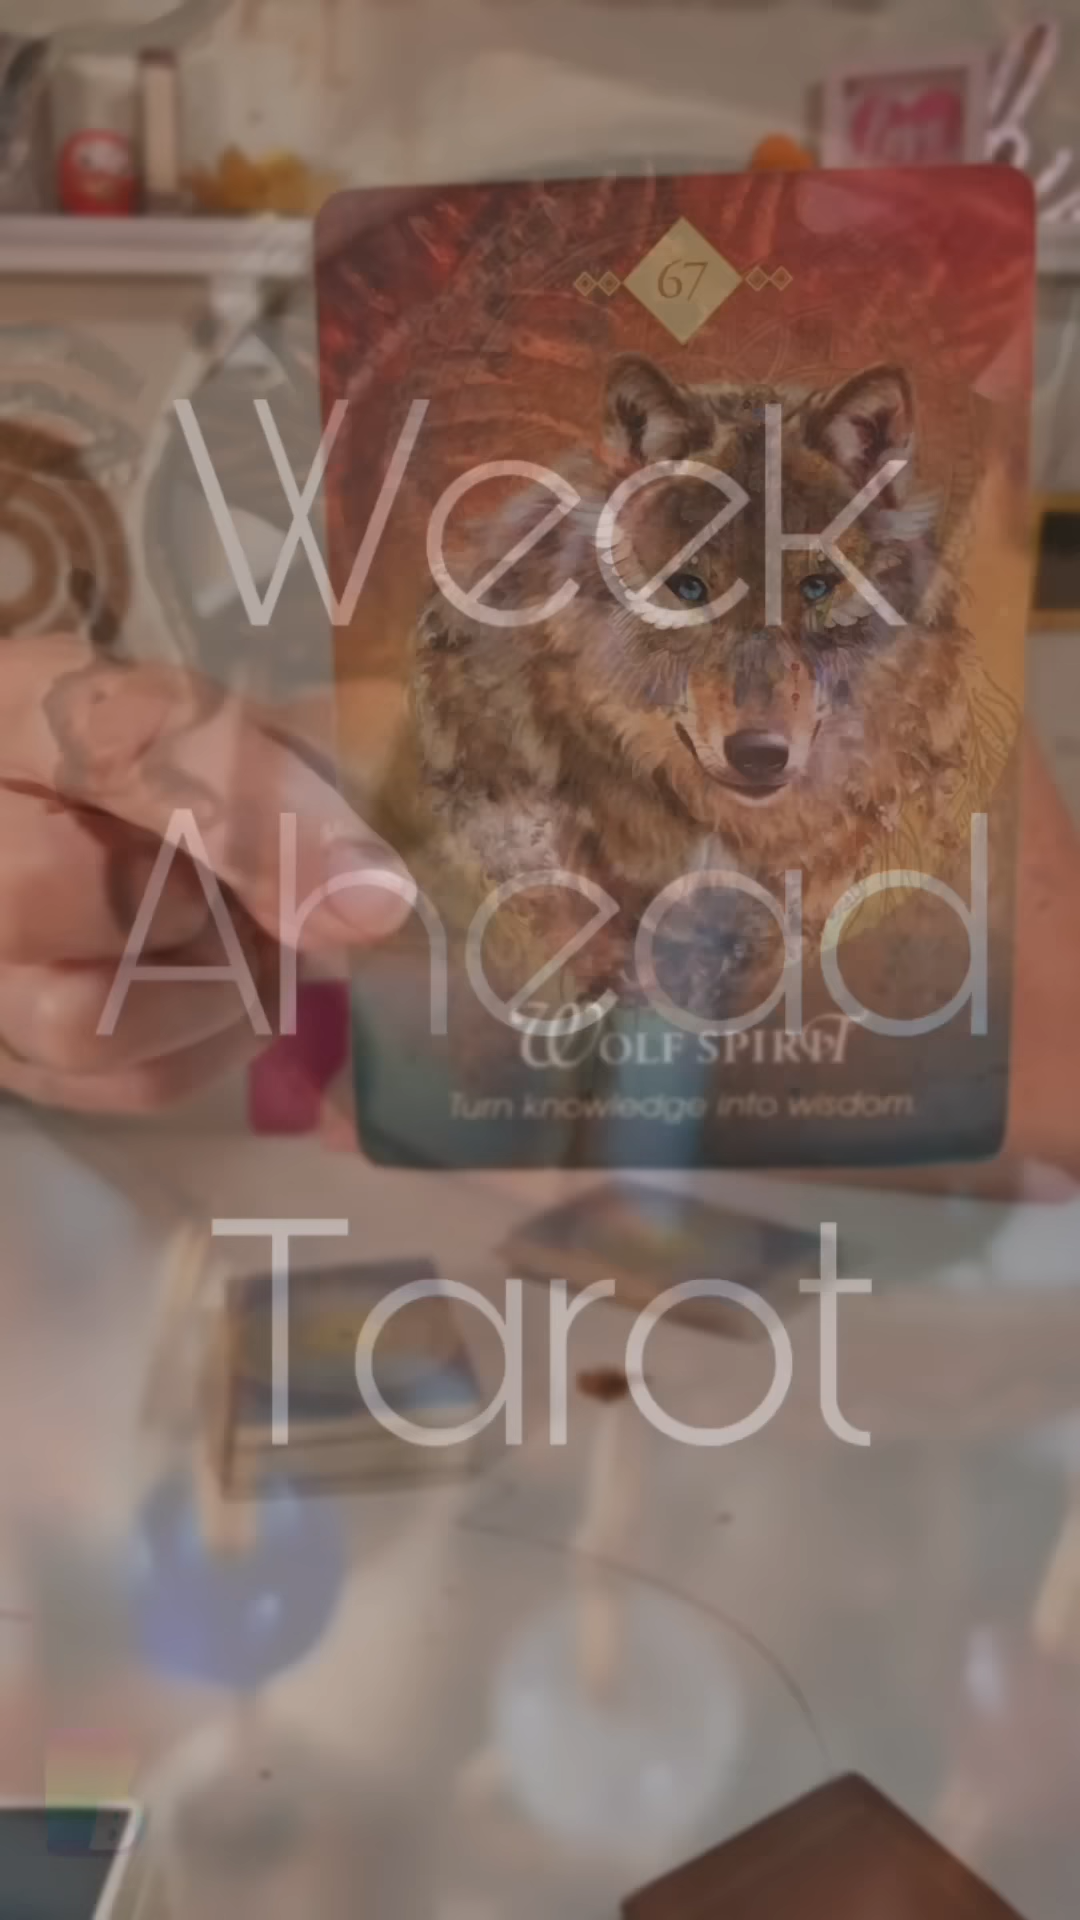 67
Week
Ahead
WOLF SPIRIT
Turn knowledge into wisdom.
Tarot